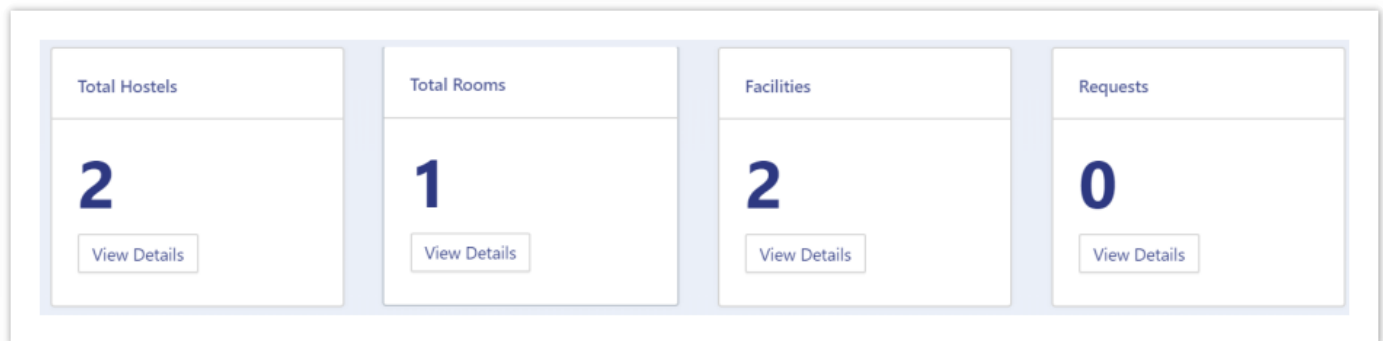 Total Hostels
2
View Details
Total Rooms
1
View Details
Facilities
2
View Details
Requests
0
View Details